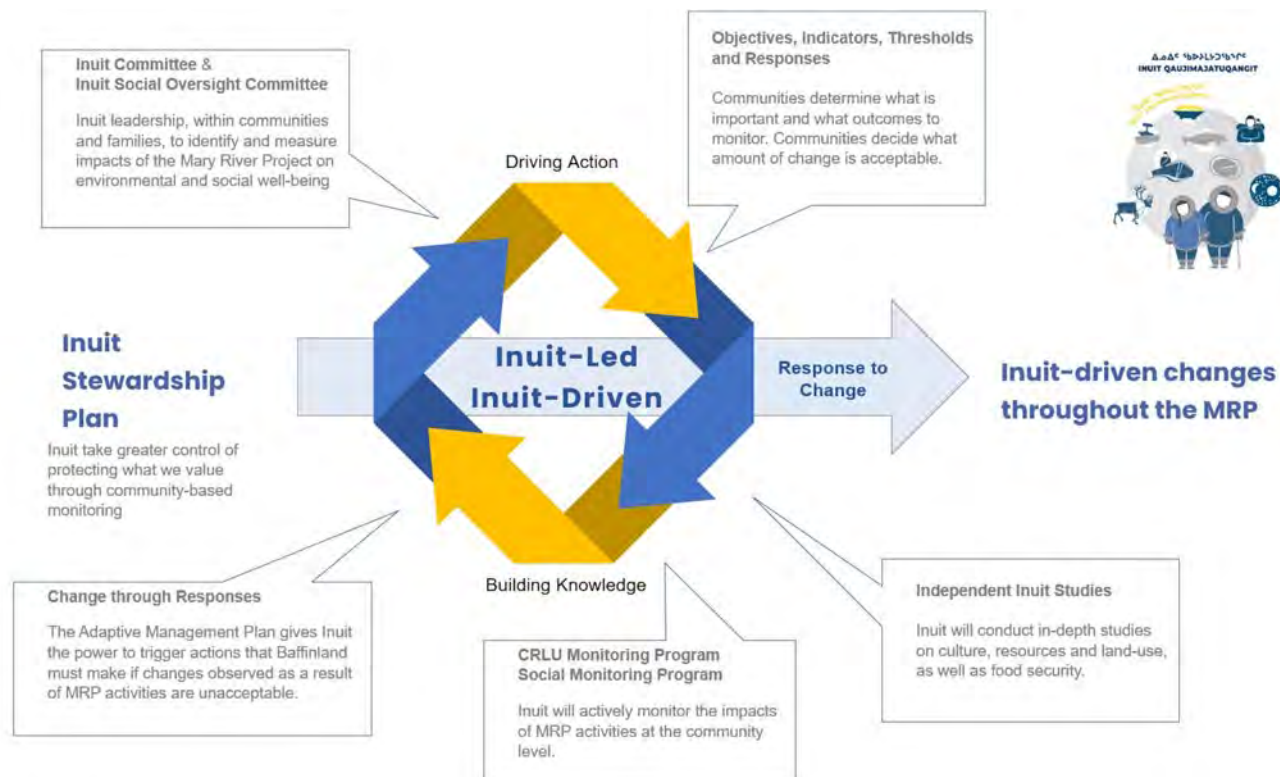 Inuit Committee &
Inuit Social Oversight Committee
Inuit leadership, within communities
and families, to identify and measure
impacts of the Mary River Project on
environmental and social well-being
Driving Action
Objectives, Indicators, Thresholds
and Responses
Communities determine what is
important and what outcomes to
monitor. Communities decide what
amount of change is acceptable.
INUIT QAUJIMAJATUQANGIT
Inuit
Stewardship
Plan
Inuit take greater control of
protecting what we value
through community-based
monitoring
Inuit-Led
Inuit-Driven
Response to
Change
Inuit-driven changes
throughout the MRP
Change through Responses
The Adaptive Management Plan gives Inuit
the power to trigger actions that Baffinland
must make if changes observed as a result
of MRP activities are unacceptable.
Building Knowledge
CRLU Monitoring Program
Social Monitoring Program
Inuit will actively monitor the impacts
of MRP activities at the community
level.
Independent Inuit Studies
Inuit will conduct in-depth studies
on culture, resources and land-use,
as well as food security.